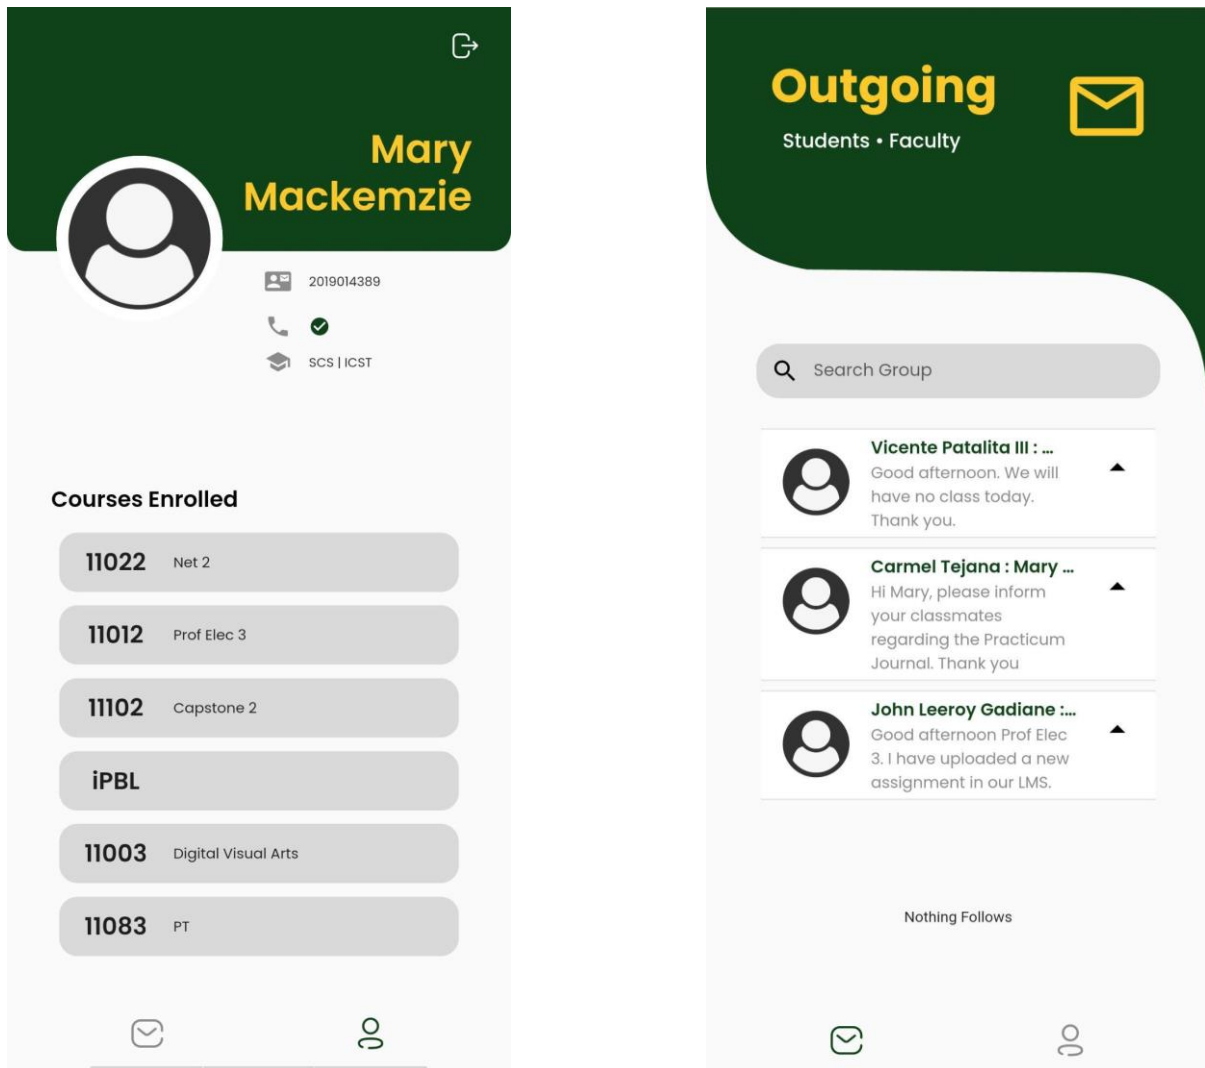 Mary
Mackemzie
2019014389
SCS | ICST
Courses Enrolled
11022 Net 2
11012 Prof Elec 3
11102 Capstone 2
iPBL
11003 Digital Visual Arts
11083 PT
Outgoing
Students • Faculty
Search Group
Vicente Patalita III : ...
Good afternoon. We will
have no class today.
Thank you.
Carmel Tejana : Mary ...
Hi Mary, please inform
your classmates
regarding the Practicum
Journal. Thank you
John Leeroy Gadiane :...
Good afternoon Prof Elec
3. I have uploaded a new
assignment in our LMS.
Nothing Follows